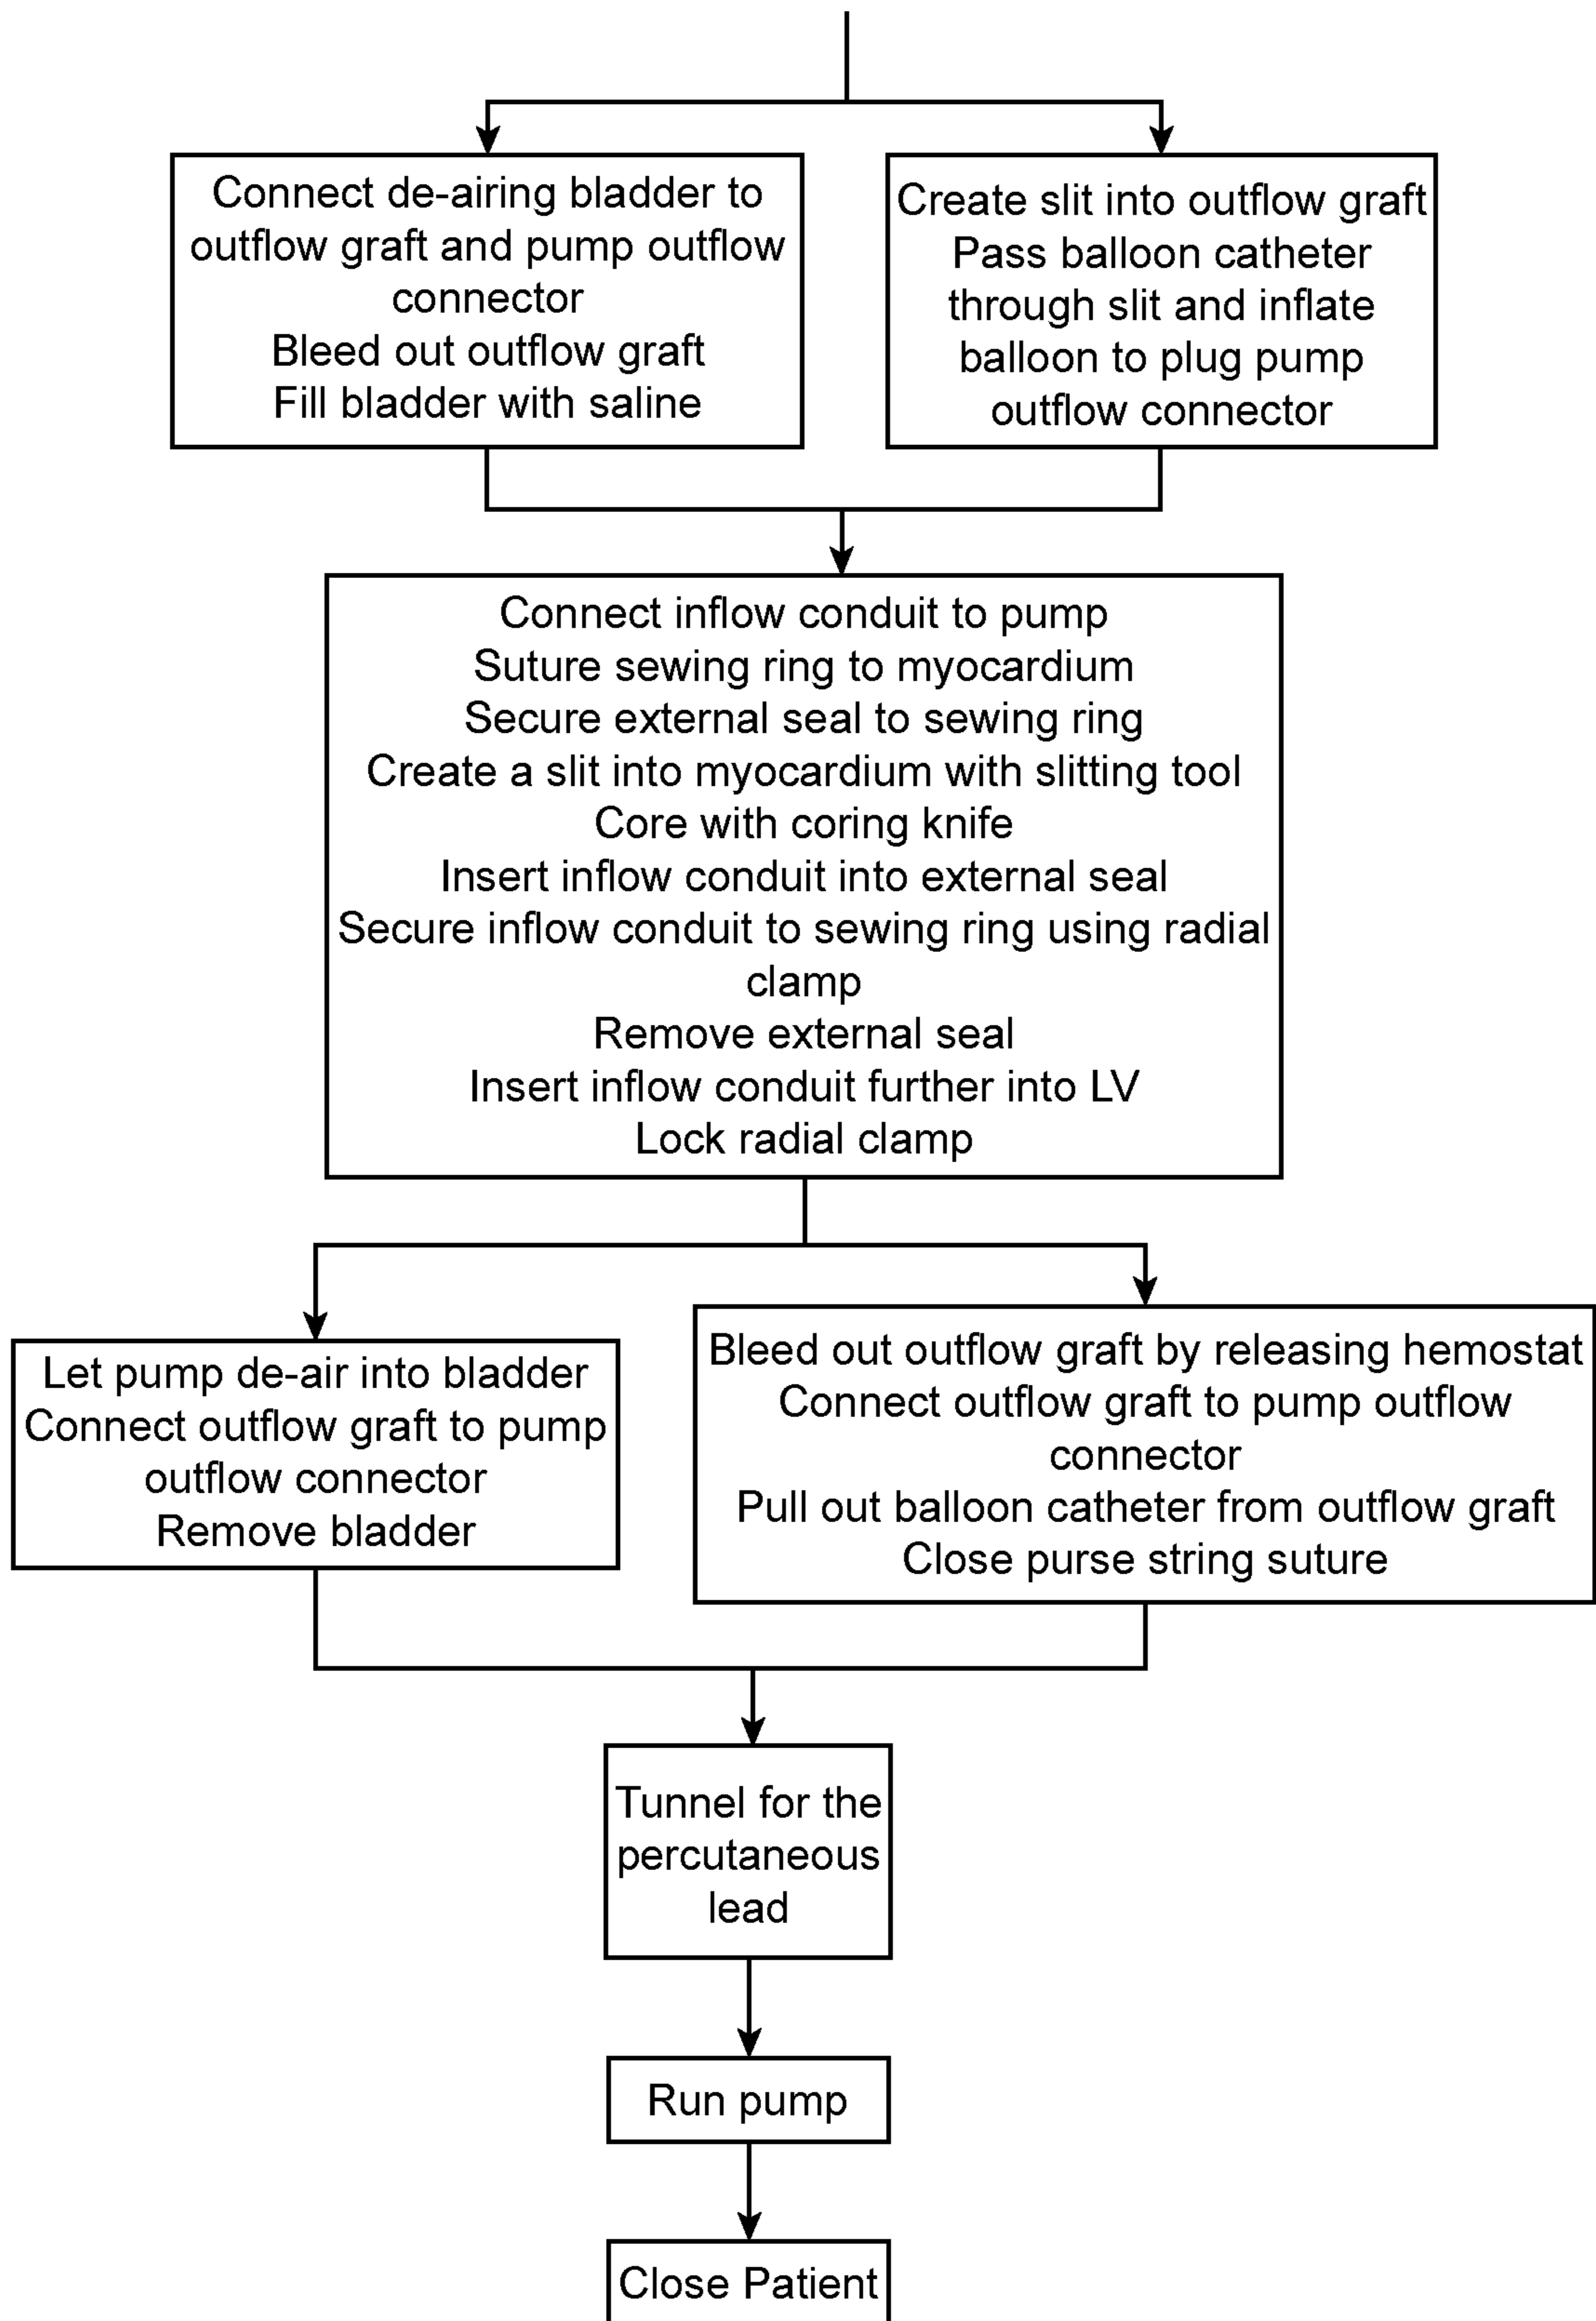 Connect de-airing bladder to
outflow graft and pump outflow
connector
Bleed out outflow graft
Fill bladder with saline
Create slit into outflow graft
Pass balloon catheter
through slit and inflate
balloon to plug pump
outflow connector
Connect inflow conduit to pump
Suture sewing ring to myocardium
Secure external seal to sewing ring
Create a slit into myocardium with slitting tool
Core with coring knife
Insert inflow conduit into external seal
Secure inflow conduit to sewing ring using radial
clamp
Remove external seal
Insert inflow conduit further into LV
Lock radial clamp
Let pump de-air into bladder
Connect outflow graft to pump
outflow connector
Remove bladder
Bleed out outflow graft by releasing hemostat
Connect outflow graft to pump outflow
connector
Pull out balloon catheter from outflow graft
Close purse string suture
Tunnel for the
percutaneous
lead
Run pump
Close Patient